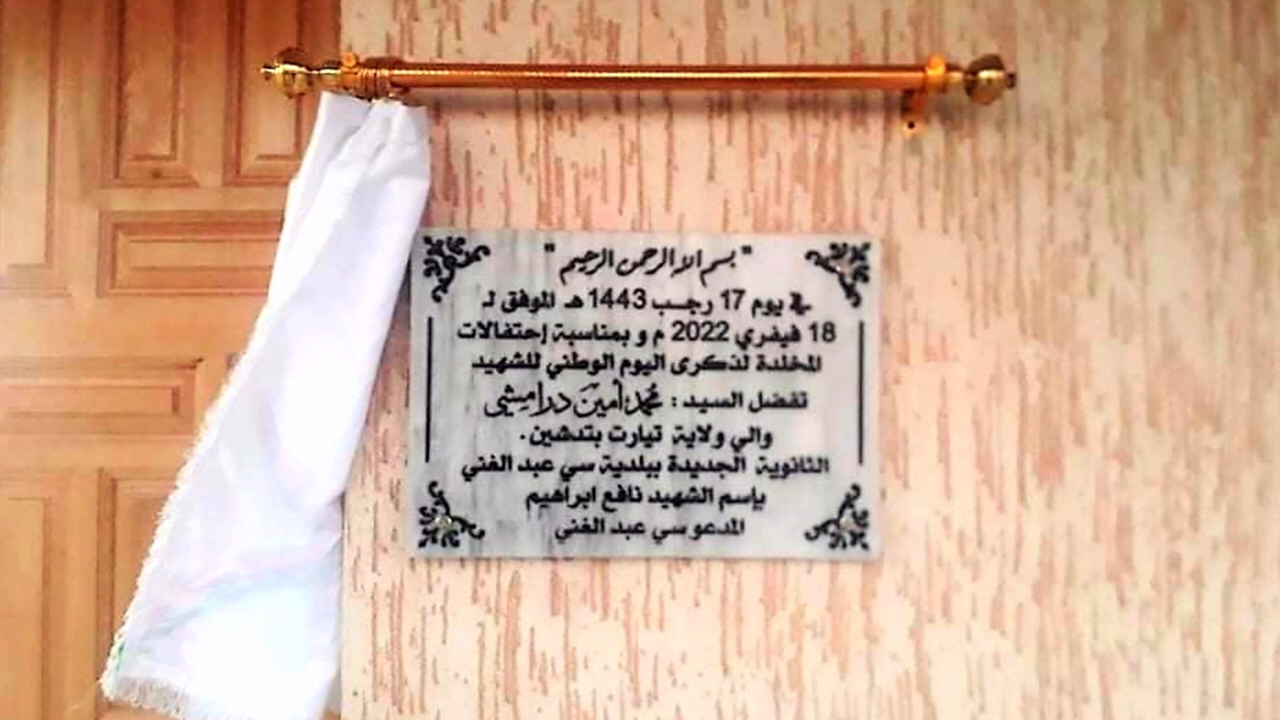 "بسم الله الرحمن الرحيم"
في يوم 17 رجب 1443 هـ الموفق لـ
18 فيفري 2022 م و بمناسبة إحتفالات
المخلدة لذكرى اليوم الوطني للشهيد
تفضل السيد : محمد أمين درامشي
والي ولاية تيارت بتدشين.
الثانوية الجديدة ببلدية سي عبد الغني
بإسم الشهيد نافع ابراهيم
المدعو سي عبد الغني